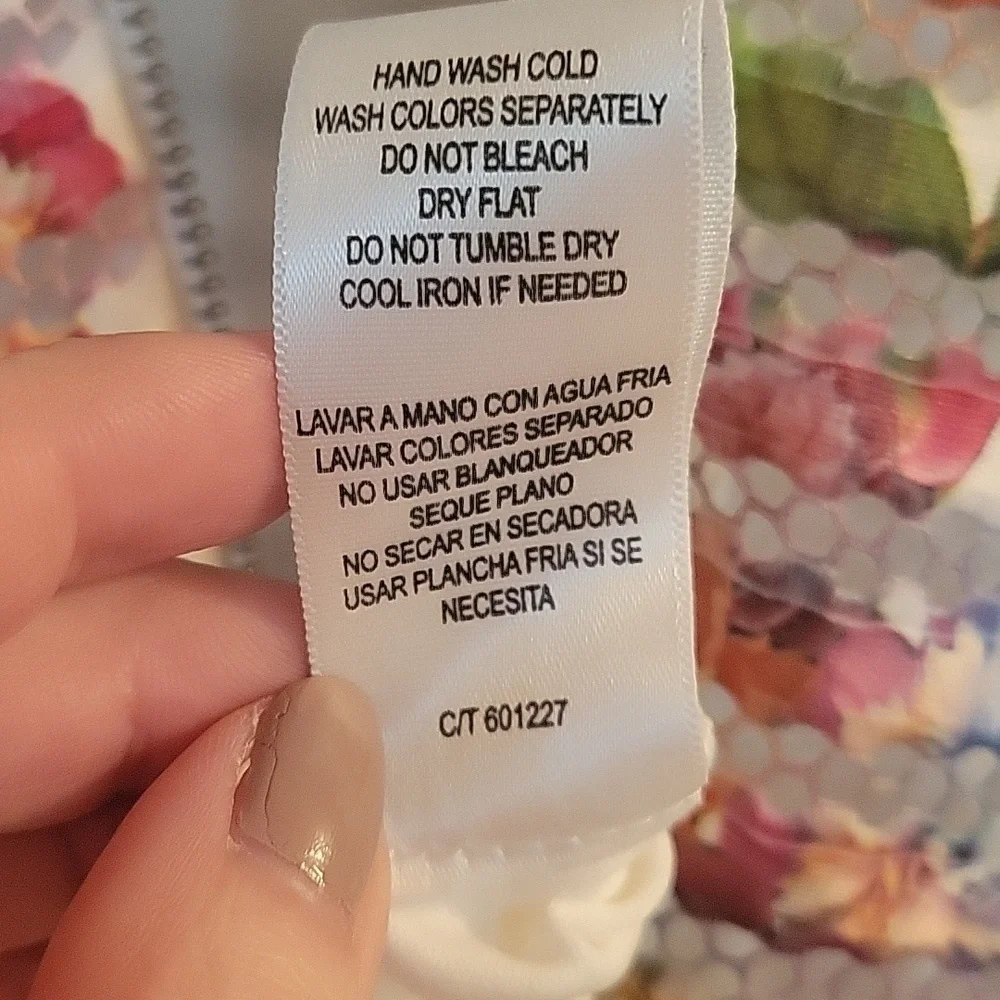 HAND WASH COLD
WASH COLORS SEPARATELY
DO NOT BLEACH
DRY FLAT
DO NOT TUMBLE DRY
COOL IRON IF NEEDED
LAVAR A MANO CON AGUA FRIA
LAVAR COLORES SEPARADO
NO USAR BLANQUEADOR
SEQUE PLANO
NO SECAR EN SECADORA
USAR PLANCHA FRIA SI SE
NECESITA
C/T 601227